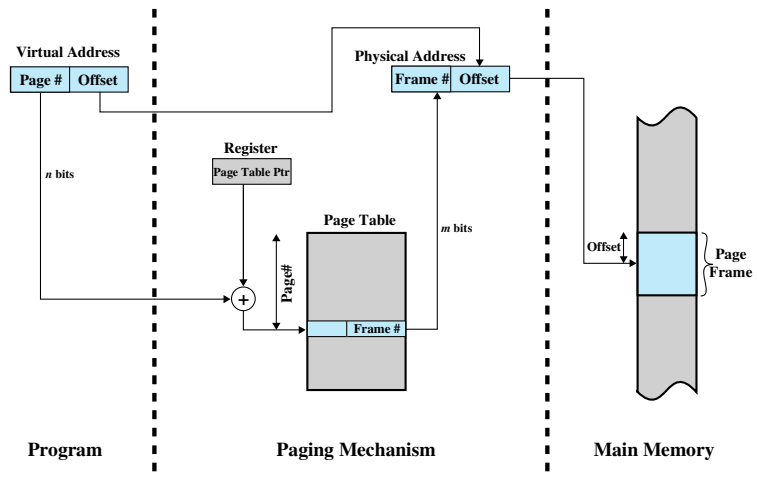 Virtual Address
Page #
Offset
Physical Address
Frame #
Offset
n bits
Register
Page Table Ptr
Page Table
m bits
Page#
+
Frame #
Offset
Page
Frame
Program
Paging Mechanism
Main Memory